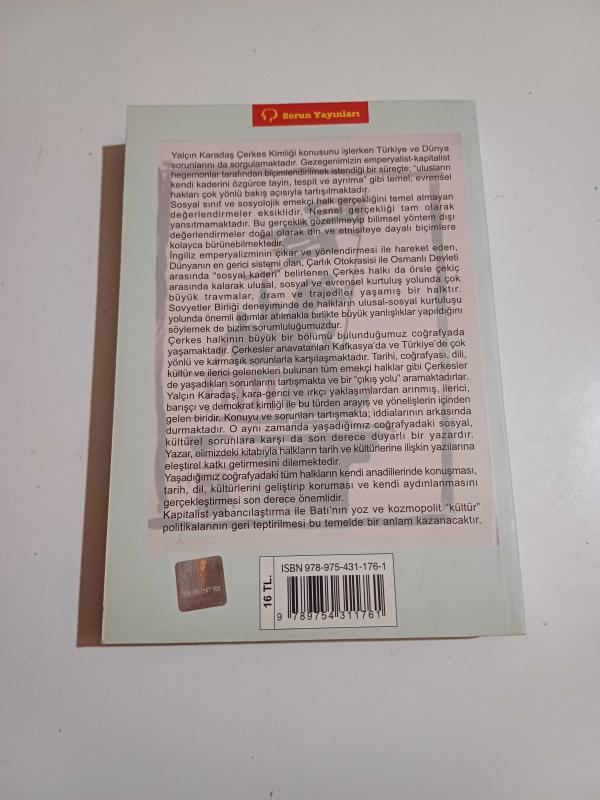 Sorun Yayınları
Yalçın Karadaş Çerkes Kimliği konusunu işlerken Türkiye ve Dünya
sorunlarını da sorgulamaktadır. Gezegenimizin emperyalist-kapitalist
hegemonlar tarafından biçimlendirilmek istendiği bir süreçte; “ulusların
kendi kaderini özgürce tayin, tespit ve ayrılma” gibi temel, evrensel
hakları çok yönlü bakış açısıyla tartışılmaktadır.
Sosyal sınıf ve sosyolojik emekçi halk gerçekliğini temel almayan
değerlendirmeler eksiklidir. Nesnel gerçekliği tam olarak
yansıtmamaktadır. Bu gerçeklik gözetilmeyip bilimsel yöntem dışı
değerlendirmeler doğal olarak din ve etnisiteye dayalı biçimlere
kolayca bürünebilmektedir.
İngiliz emperyalizminin çıkar ve yönlendirmesi ile hareket eden,
Dünyanın en gerici sistemi olan, Çarlık Otokrasisi ile Osmanlı Devleti
arasında “sosyal kaderi” belirlenen Çerkes halkı da örsle çekiç
arasında kalarak ulusal, sosyal ve evrensel kurtuluş yolunda çok
büyük travmalar, dram ve trajediler yaşamış bir halktır.
Sovyetler Birliği deneyiminde de halkların ulusal-sosyal kurtuluşu
yolunda önemli adımlar atılmakla birlikte büyük yanlışlıklar yapıldığını
söylemek de bizim sorumluluğumuzdur.
Çerkes halkının büyük bir bölümü bulunduğumuz coğrafyada
yaşamaktadır. Çerkesler anavatanları Kafkasya’da ve Türkiye’de çok
yönlü ve karmaşık sorunlarla karşılaşmaktadır. Tarihi, coğrafyası, dili,
kültür ve ilerici gelenekleri bulunan tüm emekçi halklar gibi Çerkesler
de yaşadıkları sorunlarını tartışmakta ve bir “çıkış yolu” aramaktadırlar.
Yalçın Karadaş, kara-gerici ve ırkçı yaklaşımlardan arınmış, ilerici,
barışçı ve demokrat kimliği ile bu türden arayış ve yönelişlerin içinden
gelen biridir. Konuyu ve sorunları tartışmakta; iddialarının arkasında
durmaktadır. O aynı zamanda yaşadığımız coğrafyadaki sosyal,
kültürel sorunlara karşı da son derece duyarlı bir yazardır.
Yazar, elimizdeki kitabıyla halkların tarih ve kültürlerine ilişkin yazılarına
eleştirel katkı getirmesini dilemektedir.
Yaşadığımız coğrafyadaki tüm halkların kendi anadillerinde konuşması,
tarih, dil, kültürlerini geliştirip koruması ve kendi aydınlanmasını
gerçekleştirmesi son derece önemlidir.
Kapitalist yabancılaştırma ile Batı’nın yoz ve kozmopolit “kültür”
politikalarının geri teptirilmesi bu temelde bir anlam kazanacaktır.
16 TL.
ISBN 978-975-431-176-1
9 789754 311761